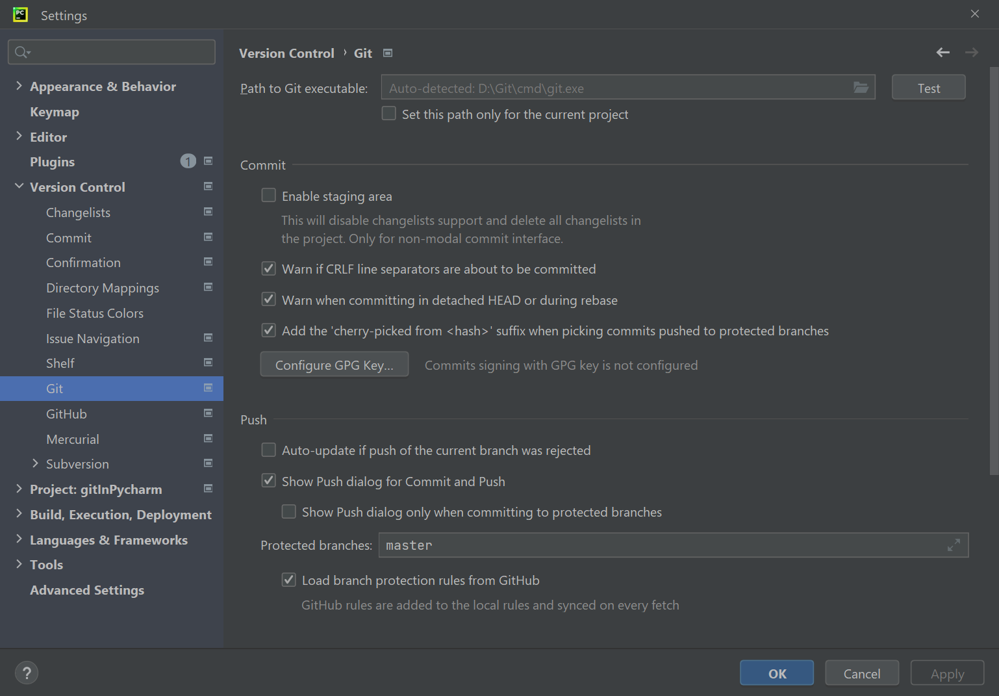 PC
Settings
Appearance & Behavior
Keymap
Editor
Plugins 1
Version Control
Changelists
Commit
Confirmation
Directory Mappings
File Status Colors
Issue Navigation
Shelf
Git
GitHub
Mercurial
Subversion
Project: gitInPycharm
Build, Execution, Deployment
Languages & Frameworks
Tools
Advanced Settings
Version Control › Git
Path to Git executable: Auto-detected: D:\Git\cmd\git.exe Test
Set this path only for the current project
Commit
Enable staging area
This will disable changelists support and delete all changelists in
the project. Only for non-modal commit interface.
Warn if CRLF line separators are about to be committed
Warn when committing in detached HEAD or during rebase
Add the 'cherry-picked from <hash>' suffix when picking commits pushed to protected branches
Configure GPG Key... Commits signing with GPG key is not configured
Push
Auto-update if push of the current branch was rejected
Show Push dialog for Commit and Push
Show Push dialog only when committing to protected branches
Protected branches: master
Load branch protection rules from GitHub
GitHub rules are added to the local rules and synced on every fetch
? OK Cancel Apply